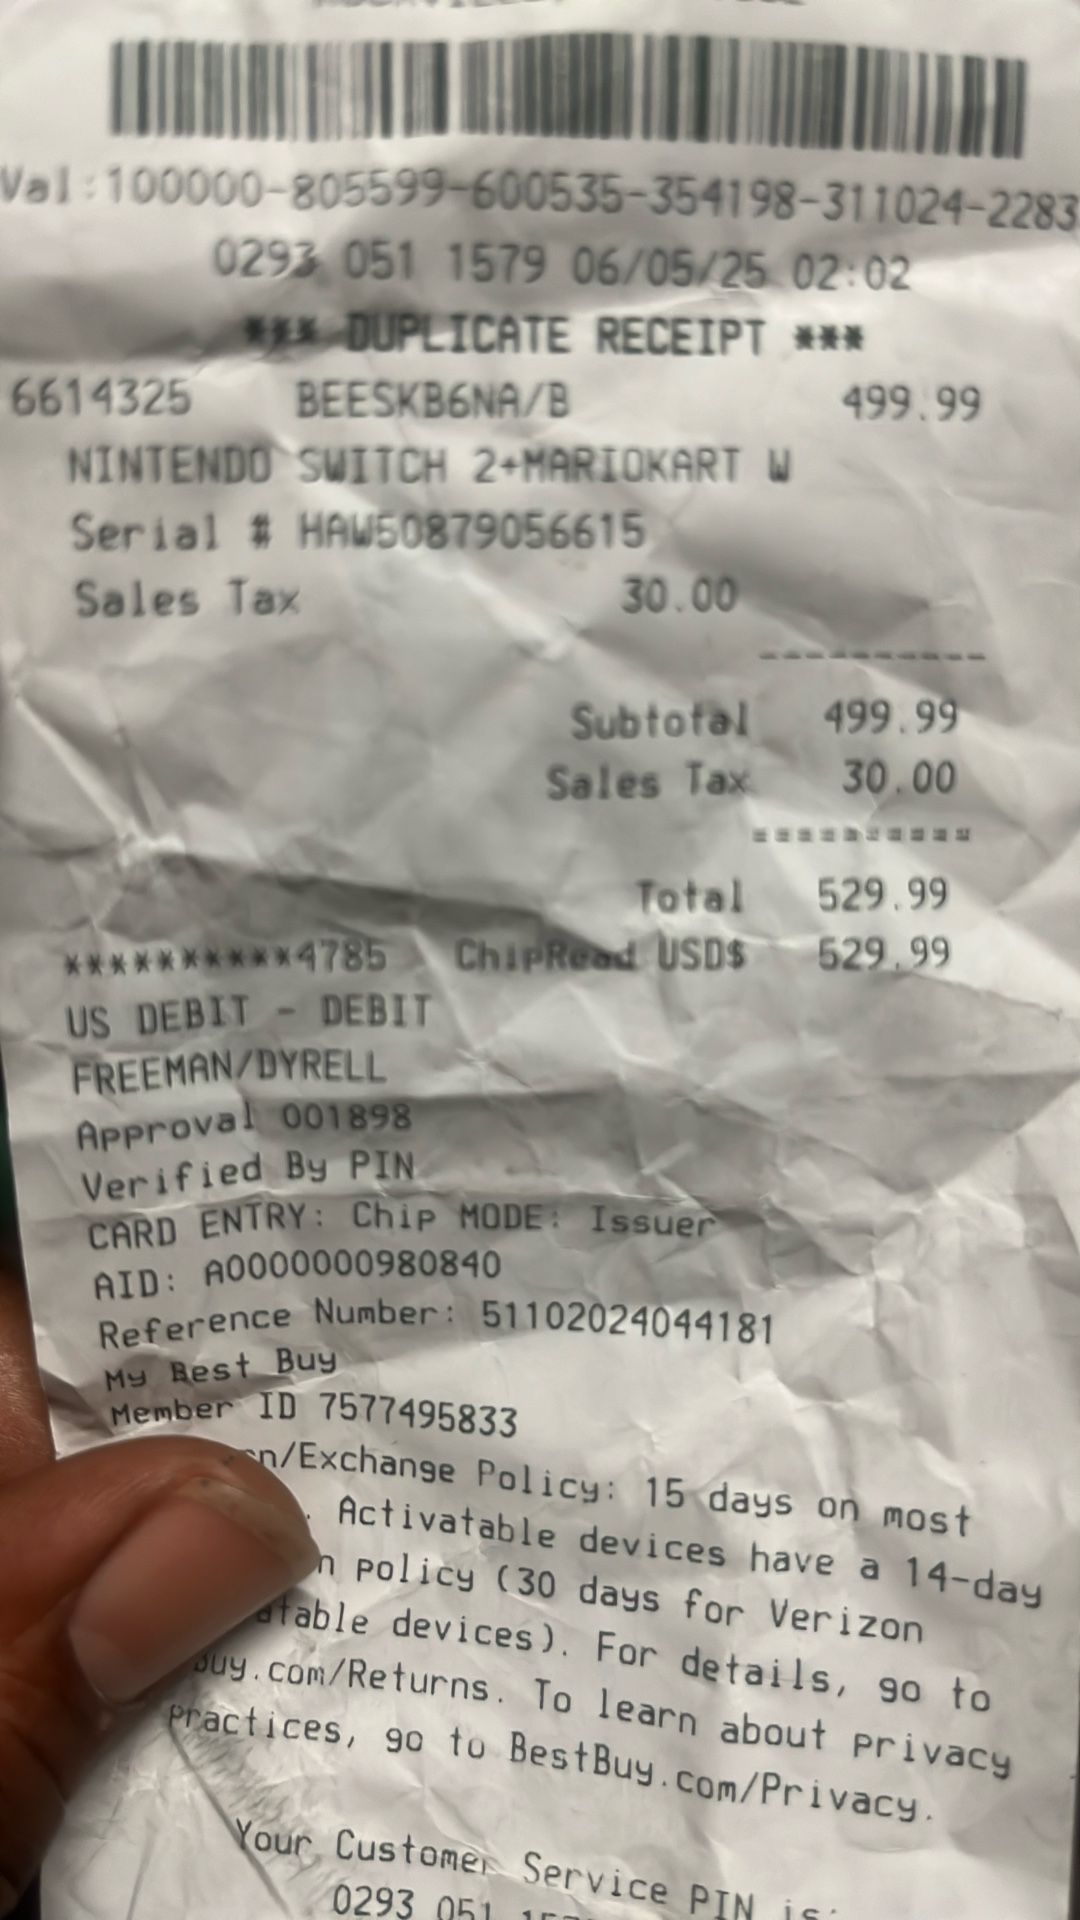 Val:100000-805599-600535-354198-311024-2283
0293 051 1579 06/05/25 02:02
*** DUPLICATE RECEIPT ***
6614325 BEESKB6NA/B 499.99
NINTENDO SWITCH 2+MARIOKART W
Serial # HAW50879056615
Sales Tax 30.00
----------
Subtotal 499.99
Sales Tax 30.00
==========
Total 529.99
**********4785 ChipRead USD$ 529.99
US DEBIT - DEBIT
FREEMAN/DYRELL
Approval 001898
Verified By PIN
CARD ENTRY: Chip MODE: Issuer
AID: A0000000980840
Reference Number: 51102024044181
My Best Buy
Member ID 7577495833
/Exchange Policy: 15 days on most
. Activatable devices have a 14-day
policy (30 days for Verizon
devices). For details, go to
Buy.com/Returns. To learn about privacy
practices, go to BestBuy.com/Privacy.
Your Customer Service PIN is:
0293 051